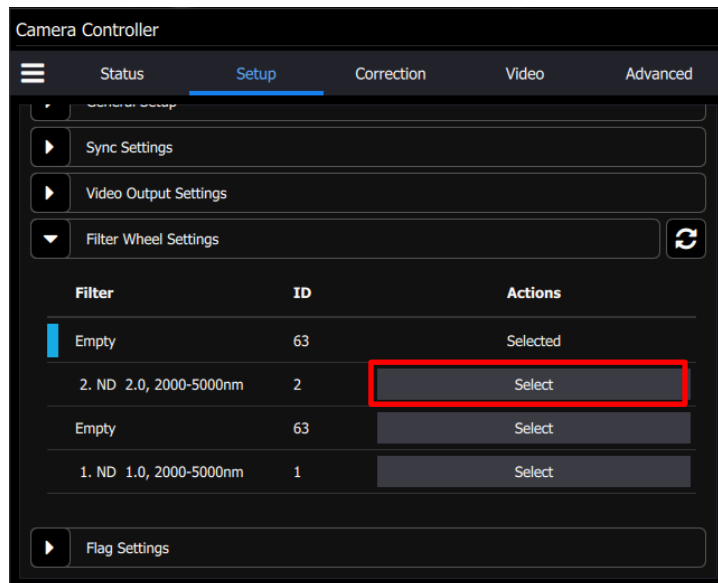 Camera Controller
Status Setup Correction Video Advanced
General Setup
Sync Settings
Video Output Settings
Filter Wheel Settings
Filter ID Actions
Empty 63 Selected
2. ND 2.0, 2000-5000nm 2 Select
Empty 63 Select
1. ND 1.0, 2000-5000nm 1 Select
Flag Settings